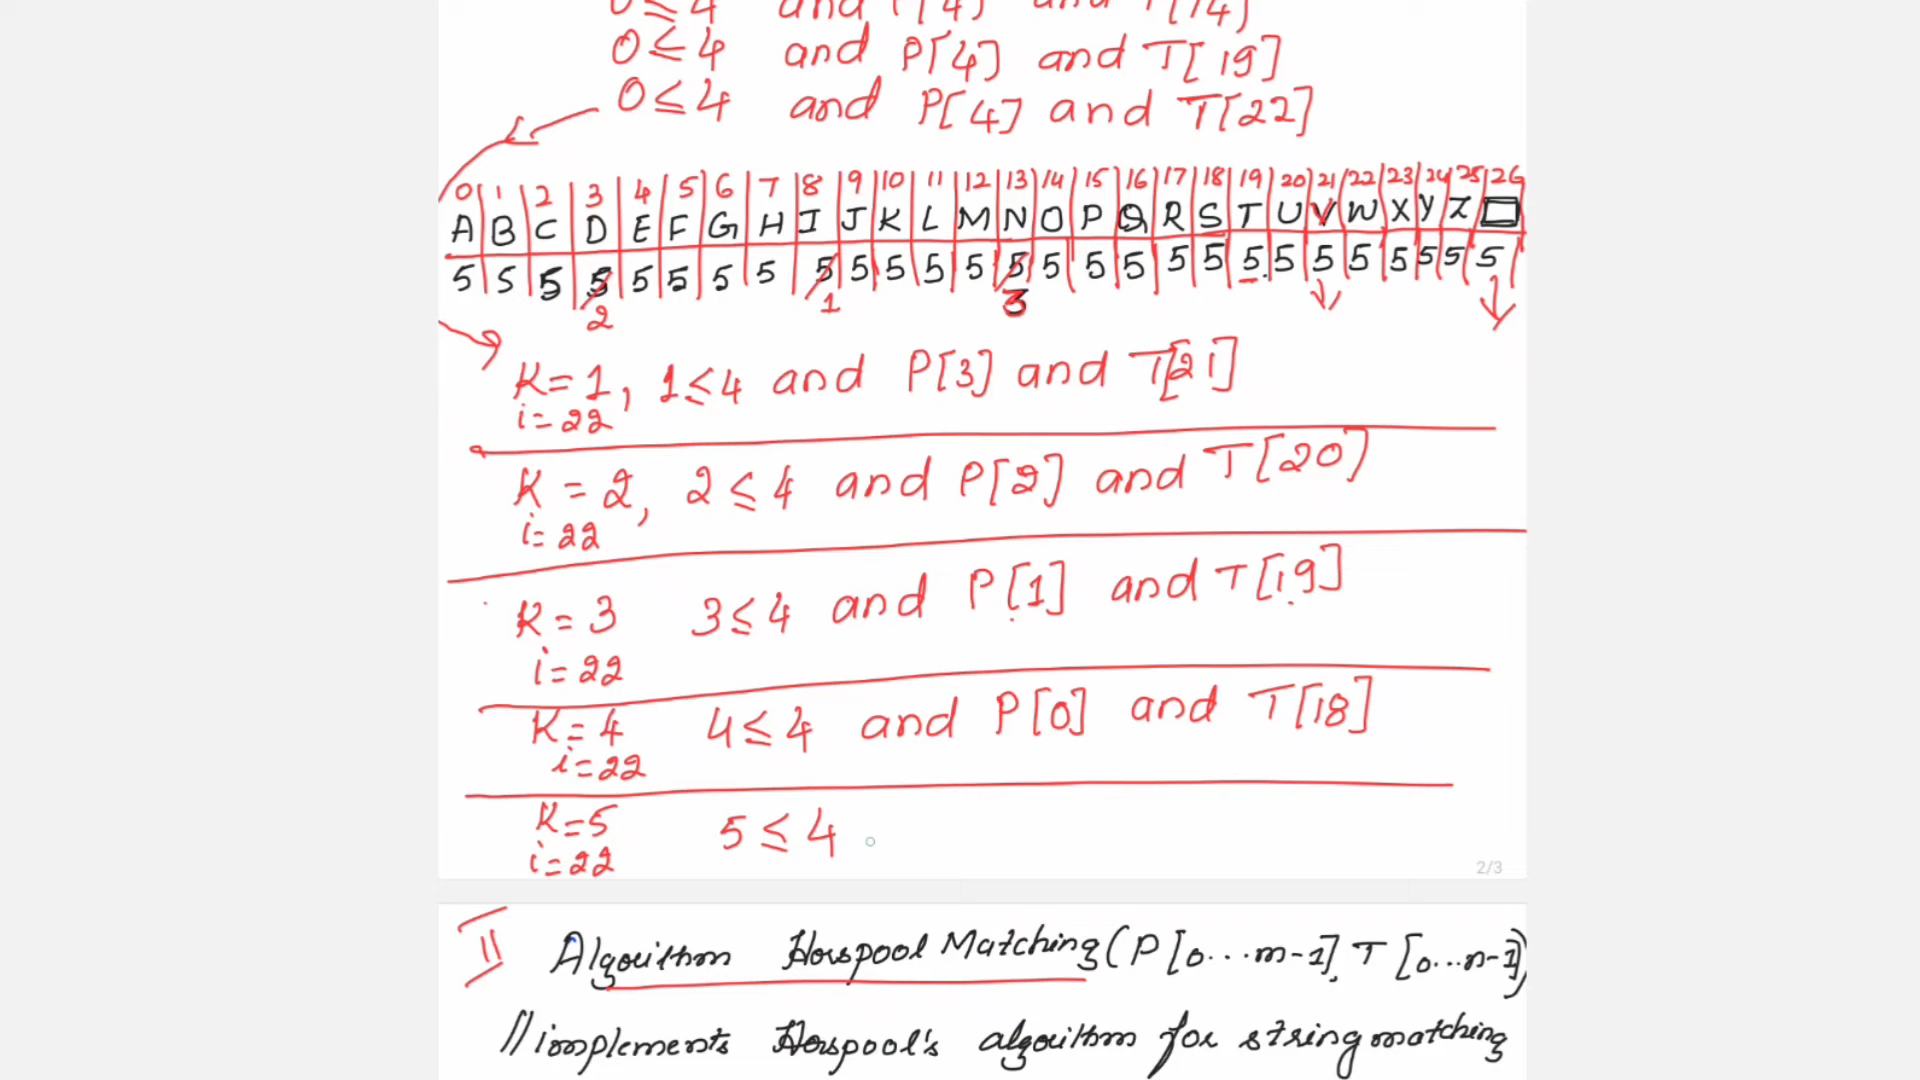 0≤4 and P[4] and T[14]
0≤4 and P[4] and T[19]
0≤4 and P[4] and T[22]
0 1 2 3 4 5 6 7 8 9 10 11 12 13 14 15 16 17 18 19 20 21 22 23 24 25 26
A B C D E F G H I J K L M N O P Q R S T U V W X Y Z □
5 5 5 5 5 5 5 5 5 5 5 5 5 5 5 5 5 5 5 5 5 5 5 5 5 5 5
2 1 3
K=1, 1≤4 and P[3] and T[21]
i=22
K=2, 2≤4 and P[2] and T[20]
i=22
K=3 3≤4 and P[1] and T[19]
i=22
K=4 4≤4 and P[0] and T[18]
i=22
K=5 5≤4
i=22
2/3
II Algorithm Horspool Matching(P[0...m-1], T[0...n-1])
//implements Horspool's algorithm for string matching